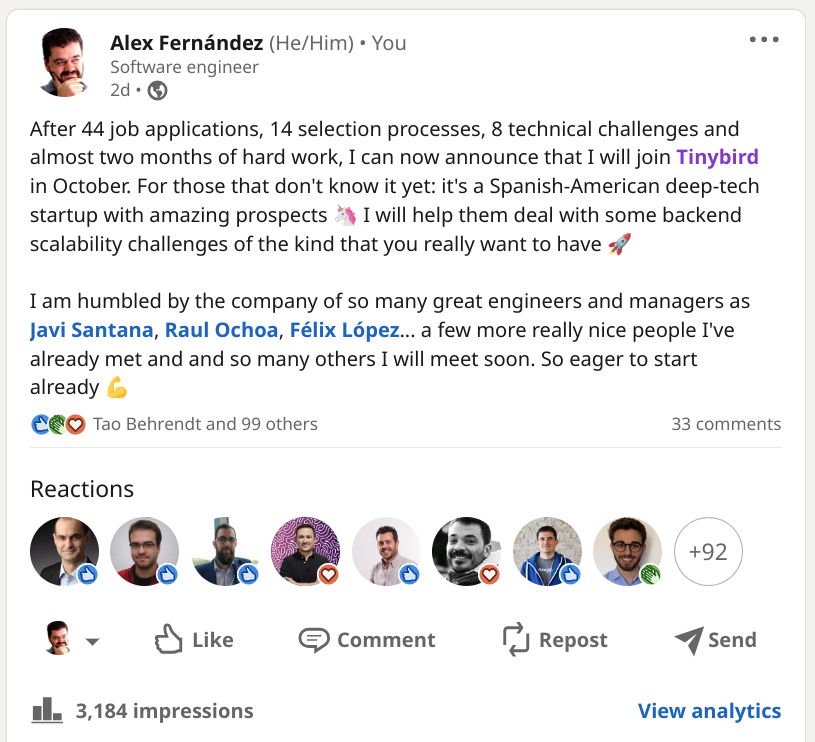 Alex Fernández (He/Him) • You
Software engineer
2d •
After 44 job applications, 14 selection processes, 8 technical challenges and
almost two months of hard work, I can now announce that I will join Tinybird
in October. For those that don't know it yet: it's a Spanish-American deep-tech
startup with amazing prospects 🦄 I will help them deal with some backend
scalability challenges of the kind that you really want to have 🚀
I am humbled by the company of so many great engineers and managers as
Javi Santana, Raul Ochoa, Félix López... a few more really nice people I've
already met and and so many others I will meet soon. So eager to start
already 💪
Tao Behrendt and 99 others 33 comments
Reactions
+92
Like Comment Repost Send
3,184 impressions View analytics